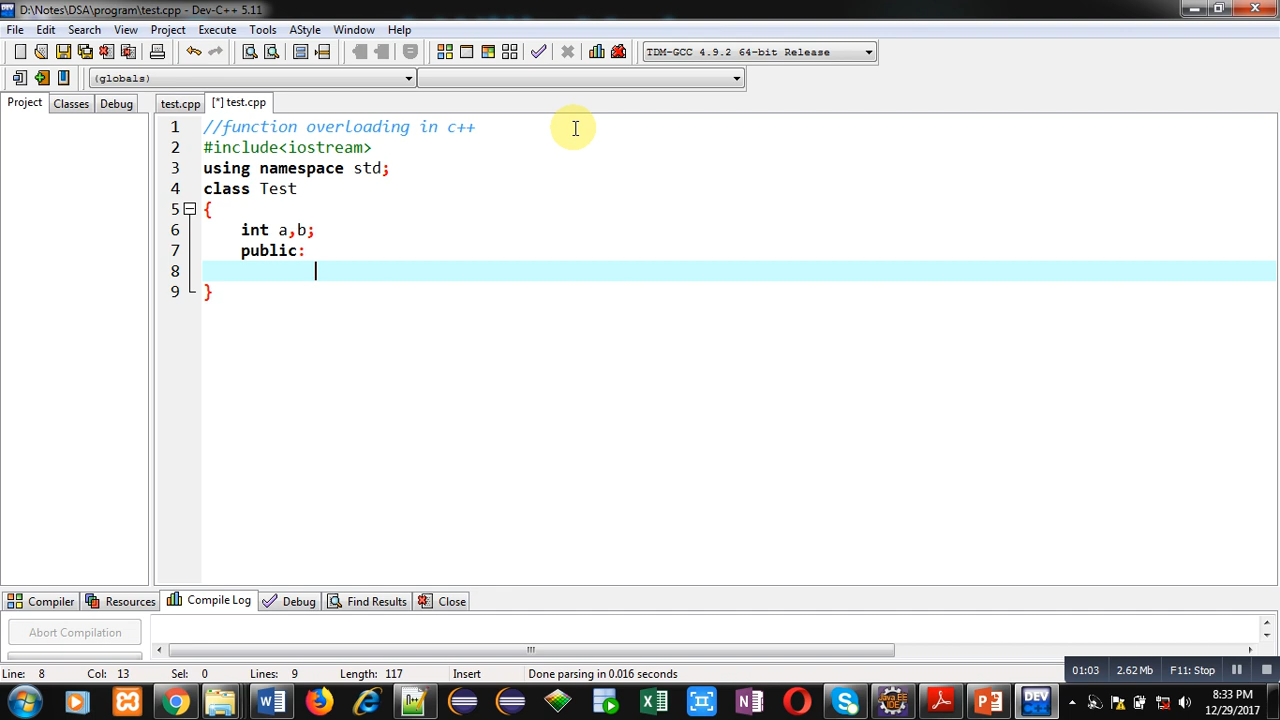 D:\Notes\DSA\program\test.cpp - Dev-C++ 5.11
File Edit Search View Project Execute Tools AStyle Window Help
TDM-GCC 4.9.2 64-bit Release
(globals)
Project Classes Debug test.cpp [*] test.cpp
1 //function overloading in c++
2 #include<iostream>
3 using namespace std;
4 class Test
5 {
6 int a,b;
7 public:
8
9 }
Compiler Resources Compile Log Debug Find Results Close
Abort Compilation
Line: 8 Col: 13 Sel: 0 Lines: 9 Length: 117 Insert Done parsing in 0.016 seconds
01:03 2.62 Mb F11: Stop
8:33 PM
12/29/2017